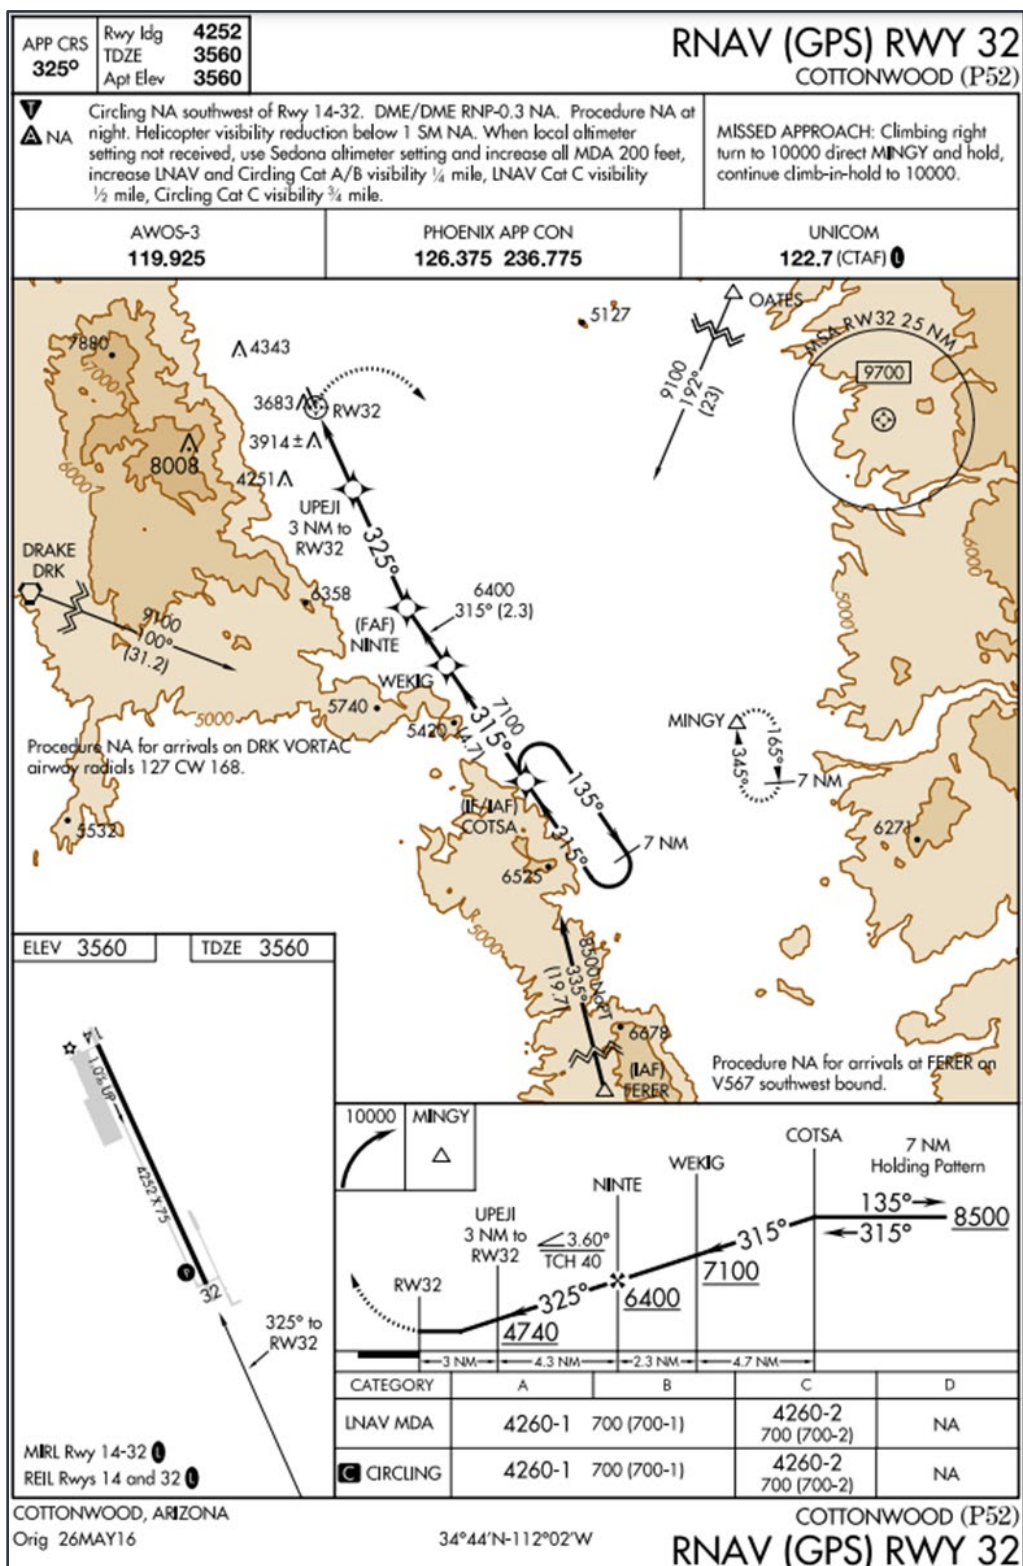 APP CRS
325°
Rwy ldg 4252
TDZE 3560
Apt Elev 3560
RNAV (GPS) RWY 32
COTTONWOOD (P52)
T
A NA
Circling NA southwest of Rwy 14-32. DME/DME RNP-0.3 NA. Procedure NA at
night. Helicopter visibility reduction below 1 SM NA. When local altimeter
setting not received, use Sedona altimeter setting and increase all MDA 200 feet,
increase LNAV and Circling Cat A/B visibility ¼ mile, LNAV Cat C visibility
½ mile, Circling Cat C visibility ¾ mile.
MISSED APPROACH: Climbing right
turn to 10000 direct MINGY and hold,
continue climb-in-hold to 10000.
AWOS-3
119.925
PHOENIX APP CON
126.375 236.775
UNICOM
122.7 (CTAF) L
7880
7000
4343
5127
OATES
9100
192°
(23)
MSA RW32 25 NM
9700
3683
RW32
3914±
4251
8008
6000
UPEJI
3 NM to
RW32
325°
DRAKE
DRK
9100
100°
(31.2)
6358
6400
315° (2.3)
(FAF)
NINTE
WEKIG
5740
5420
5000
7100
315°
(4.7)
6000
5000
Procedure NA for arrivals on DRK VORTAC
airway radials 127 CW 168.
MINGY
165°
345°
7 NM
5532
(IF/IAF)
COTSA
135°
315°
7 NM
6525
6271
5000
8500 NoPT
335°
(19.7)
6678
(IAF)
FERER
Procedure NA for arrivals at FERER on
V567 southwest bound.
ELEV 3560
TDZE 3560
14
1.0% UP
4252 X 75
32
325° to
RW32
MIRL Rwy 14-32 L
REIL Rwys 14 and 32 L
10000
MINGY
COTSA
7 NM
Holding Pattern
WEKIG
NINTE
UPEJI
3 NM to
RW32
3.60°
TCH 40
RW32
135°
315°
8500
315°
7100
325°
6400
4740
3 NM
4.3 NM
2.3 NM
4.7 NM
CATEGORY A B C D
LNAV MDA 4260-1 700 (700-1) 4260-2 700 (700-2) NA
C CIRCLING 4260-1 700 (700-1) 4260-2 700 (700-2) NA
COTTONWOOD, ARIZONA
Orig 26MAY16
34°44'N-112°02'W
COTTONWOOD (P52)
RNAV (GPS) RWY 32